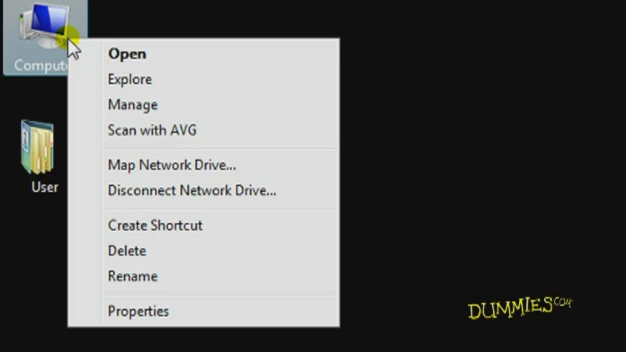 Open
Comput
Explore
Manage
Scan with AVG
Map Network Drive...
User
Disconnect Network Drive...
Create Shortcut
Delete
Rename
Properties
DUMMIES.COM